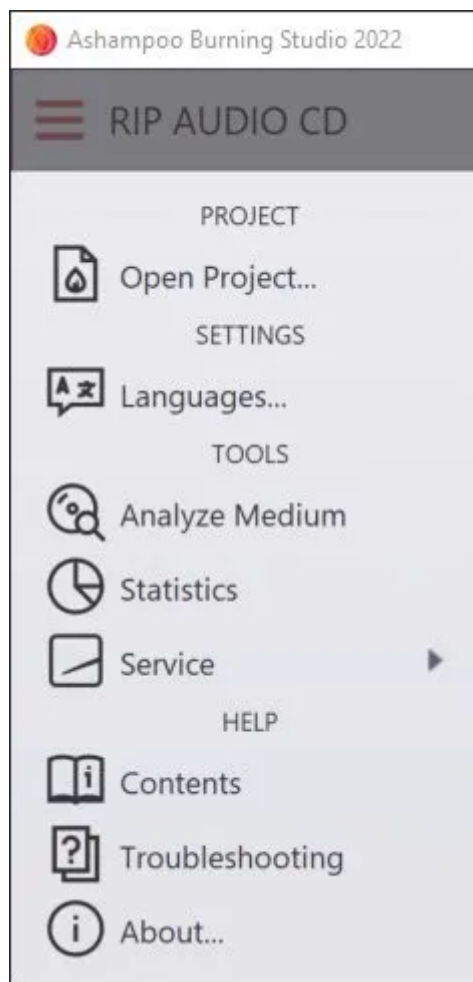 Ashampoo Burning Studio 2022
RIP AUDIO CD
PROJECT
Open Project...
SETTINGS
Languages...
TOOLS
Analyze Medium
Statistics
Service
HELP
Contents
Troubleshooting
About...